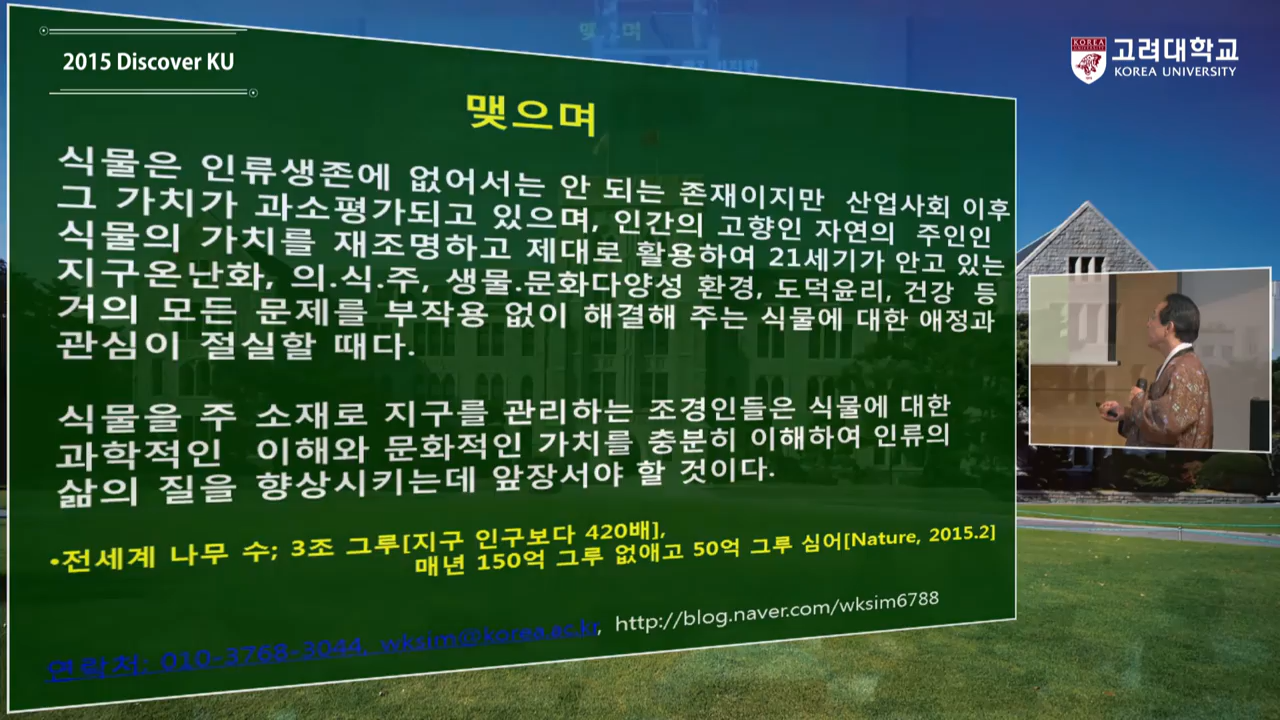 2015 Discover KU
KOREA
고려대학교
KOREA UNIVERSITY
맺으며
식물은 인류생존에 없어서는 안 되는 존재이지만 산업사회 이후
그 가치가 과소평가되고 있으며, 인간의 고향인 자연의 주인인
식물의 가치를 재조명하고 제대로 활용하여 21세기가 안고 있는
지구온난화, 의.식.주, 생물.문화다양성 환경, 도덕윤리, 건강 등
거의 모든 문제를 부작용 없이 해결해 주는 식물에 대한 애정과
관심이 절실할 때다.
식물을 주 소재로 지구를 관리하는 조경인들은 식물에 대한
과학적인 이해와 문화적인 가치를 충분히 이해하여 인류의
삶의 질을 향상시키는데 앞장서야 할 것이다.
•전세계 나무 수; 3조 그루[지구 인구보다 420배],
매년 150억 그루 없애고 50억 그루 심어[Nature, 2015.2]
연락처: 010-3768-3044, wksim@korea.ac.kr, http://blog.naver.com/wksim6788